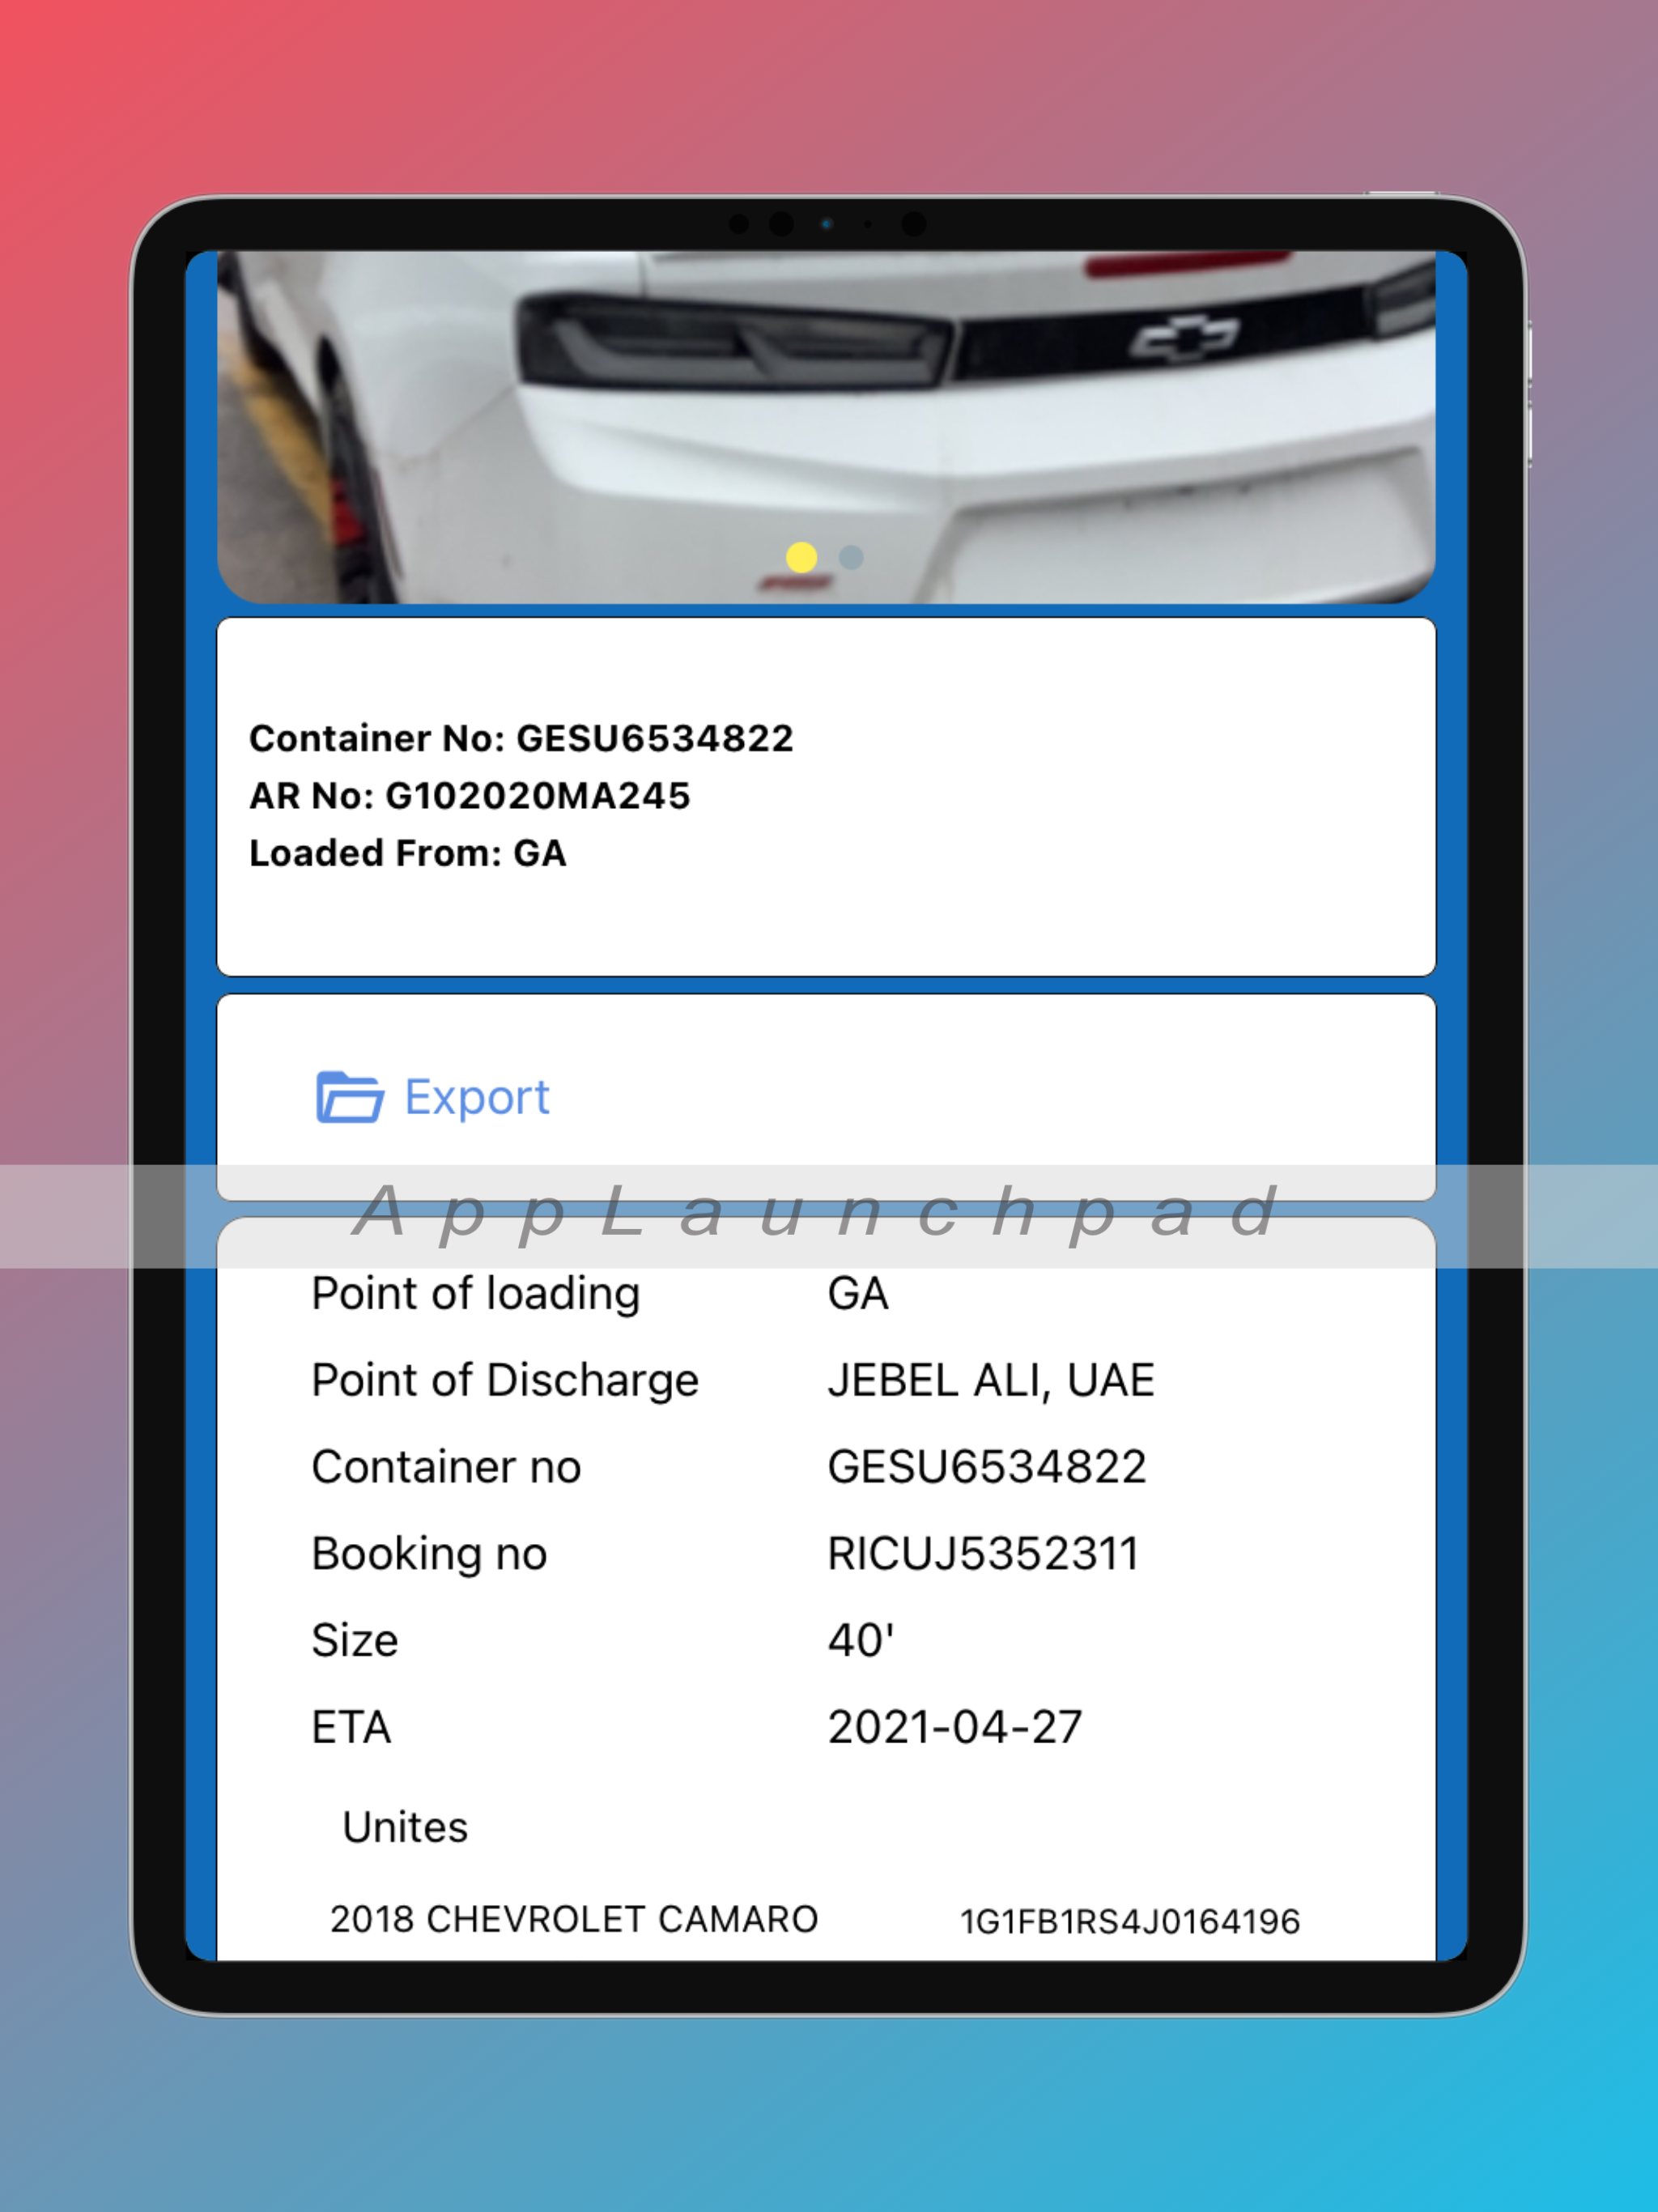 Container No: GESU6534822
AR No: G102020MA245
Loaded From: GA
Export
AppLaunchpad
Point of loading GA
Point of Discharge JEBEL ALI, UAE
Container no GESU6534822
Booking no RICUJ5352311
Size 40'
ETA 2021-04-27
Unites
2018 CHEVROLET CAMARO 1G1FB1RS4J0164196